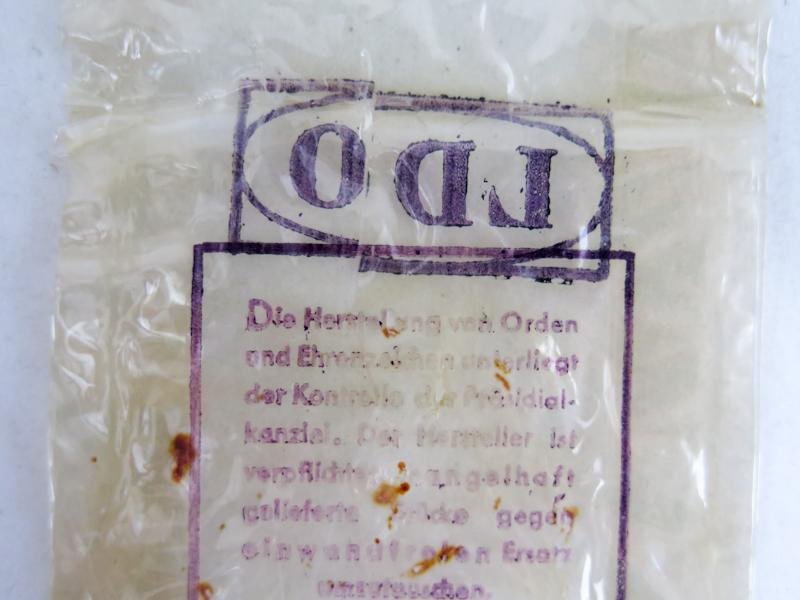 LDO
Die Herstellung von Orden
und Ehrenzeichen unterliegt
der Kontrolle der Präsidial-
kanzlei. Der Hersteller ist
verpflichtet mangelhaft
gelieferte Stücke gegen
einwandfreien Ersatz
umzutauschen.